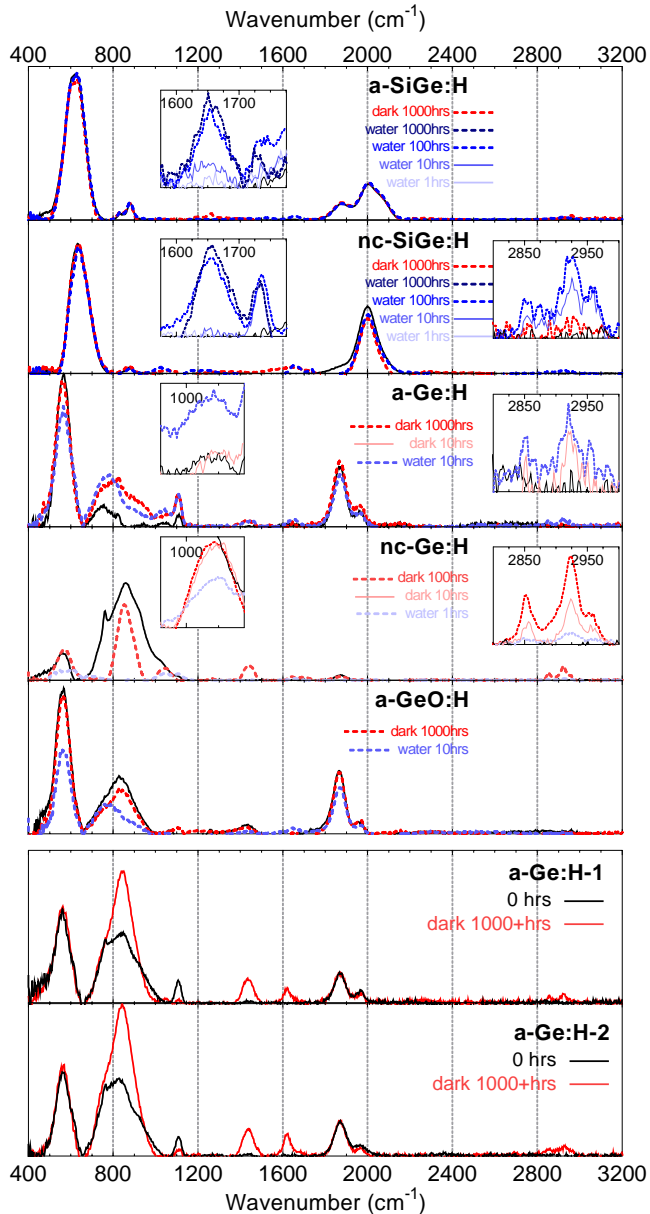 Wavenumber (cm-1)
400 800 1200 1600 2000 2400 2800 3200
a-SiGe:H
1600 1700
dark 1000hrs
water 1000hrs
water 100hrs
water 10hrs
water 1hrs
nc-SiGe:H
1600 1700
2850 2950
dark 1000hrs
water 1000hrs
water 100hrs
water 10hrs
water 1hrs
a-Ge:H
1000
2850 2950
dark 1000hrs
dark 10hrs
water 10hrs
nc-Ge:H
1000
2850 2950
dark 100hrs
dark 10hrs
water 1hrs
a-GeO:H
dark 1000hrs
water 10hrs
a-Ge:H-1
0 hrs
dark 1000+hrs
a-Ge:H-2
0 hrs
dark 1000+hrs
400 800 1200 1600 2000 2400 2800 3200
Wavenumber (cm-1)